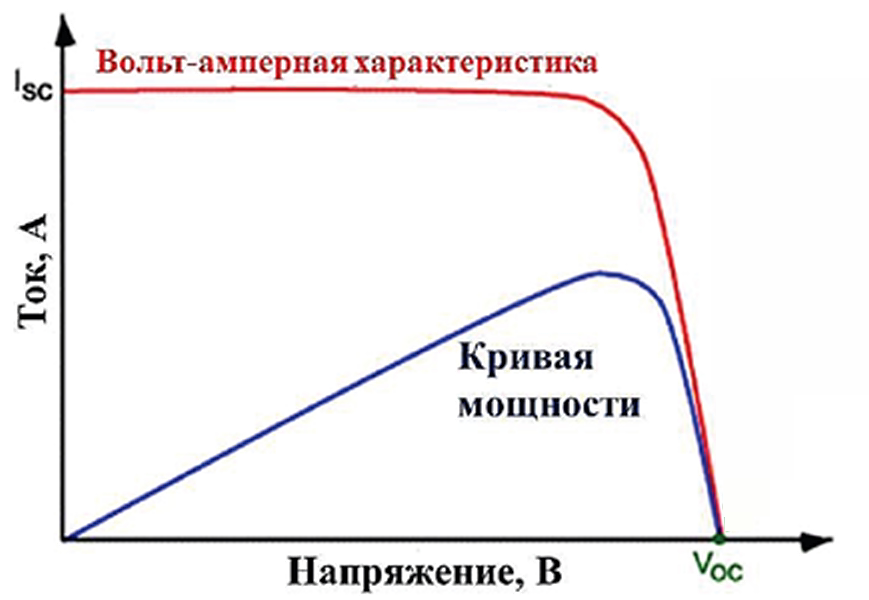 Вольт-амперная характеристика
Isc
Ток, А
Кривая
мощности
Напряжение, В
Voc